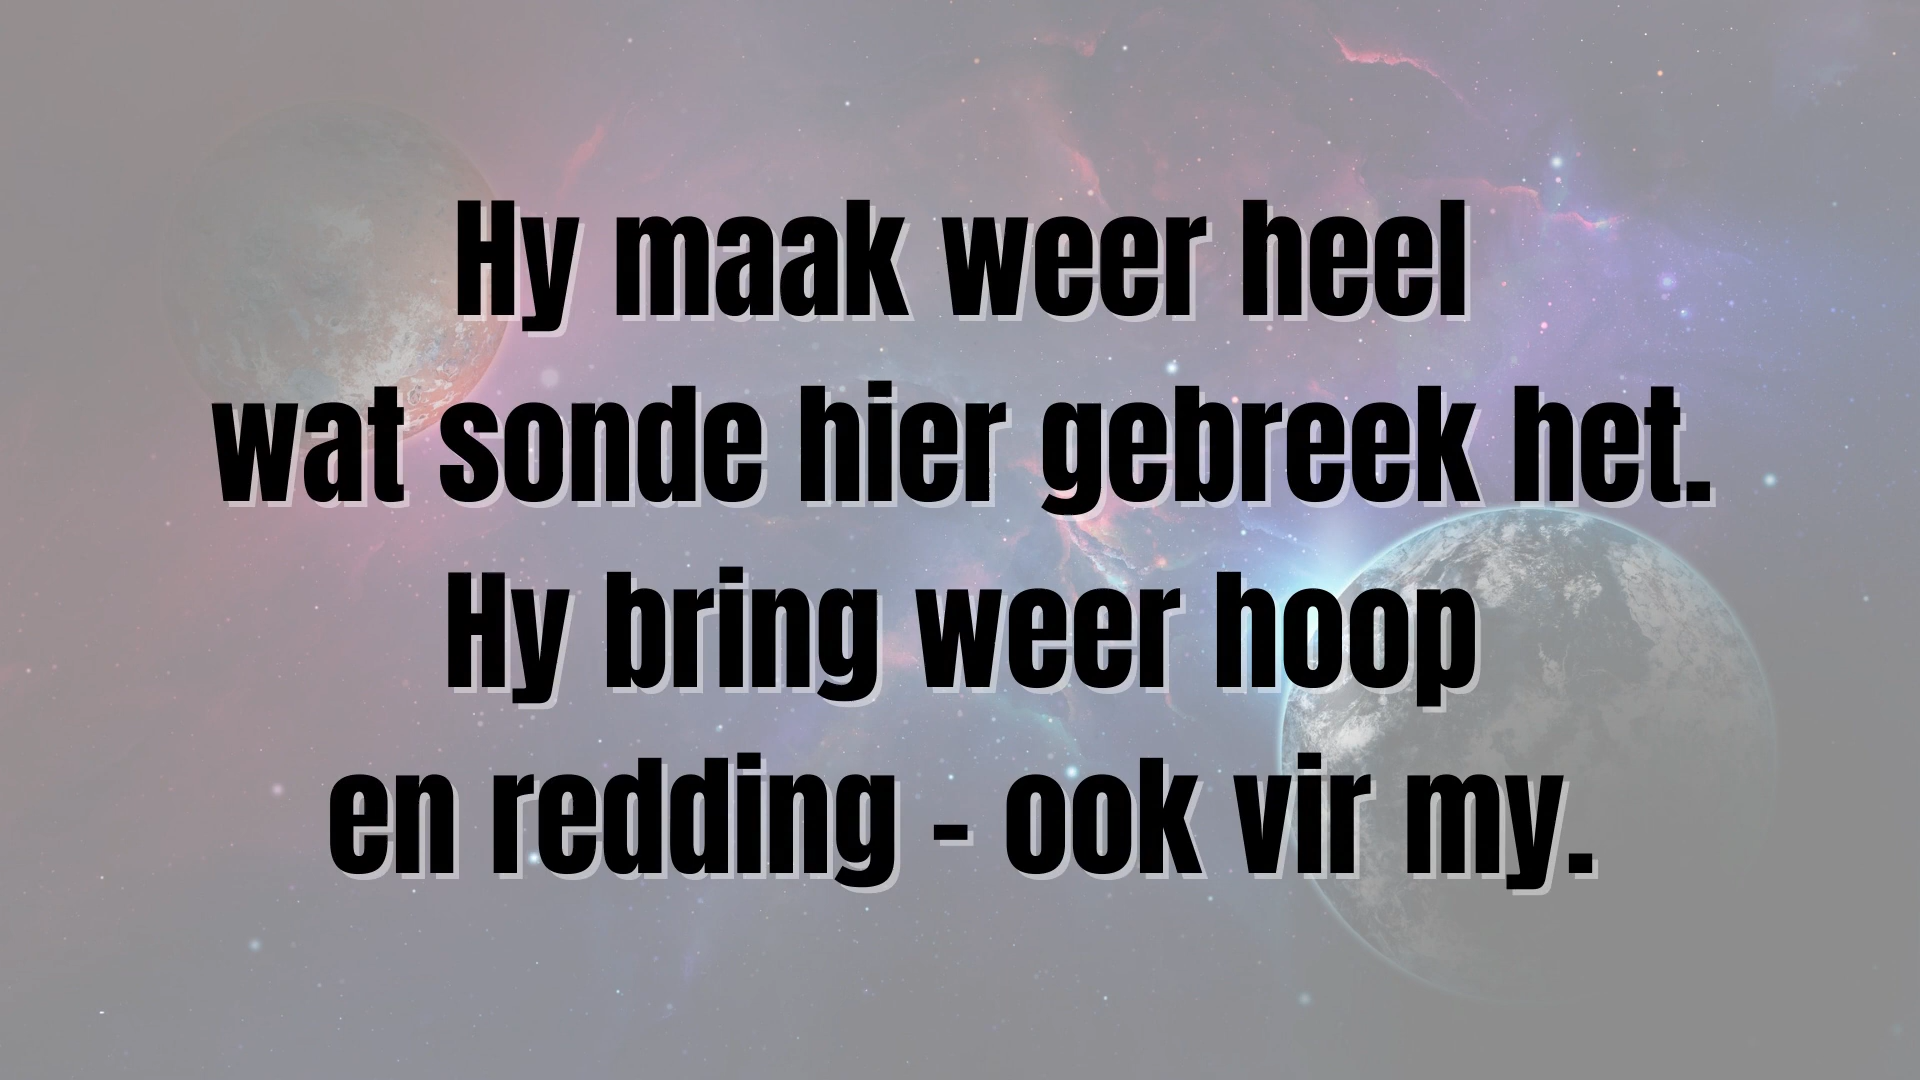 Hy maak weer heel
wat sonde hier gebreek het.
Hy bring weer hoop
en redding - ook vir my.